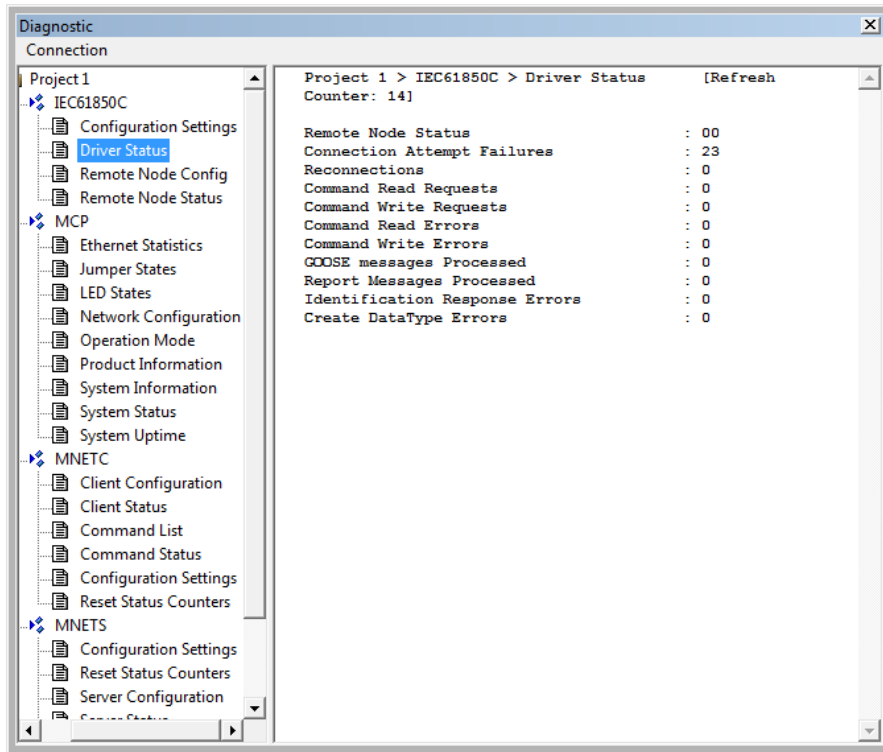 Diagnostic
Connection
Project 1
IEC61850C
Configuration Settings
Driver Status
Remote Node Config
Remote Node Status
MCP
Ethernet Statistics
Jumper States
LED States
Network Configuration
Operation Mode
Product Information
System Information
System Status
System Uptime
MNETC
Client Configuration
Client Status
Command List
Command Status
Configuration Settings
Reset Status Counters
MNETS
Configuration Settings
Reset Status Counters
Server Configuration
Project 1 > IEC61850C > Driver Status [Refresh
Counter: 14]
Remote Node Status : 00
Connection Attempt Failures : 23
Reconnections : 0
Command Read Requests : 0
Command Write Requests : 0
Command Read Errors : 0
Command Write Errors : 0
GOOSE messages Processed : 0
Report Messages Processed : 0
Identification Response Errors : 0
Create DataType Errors : 0